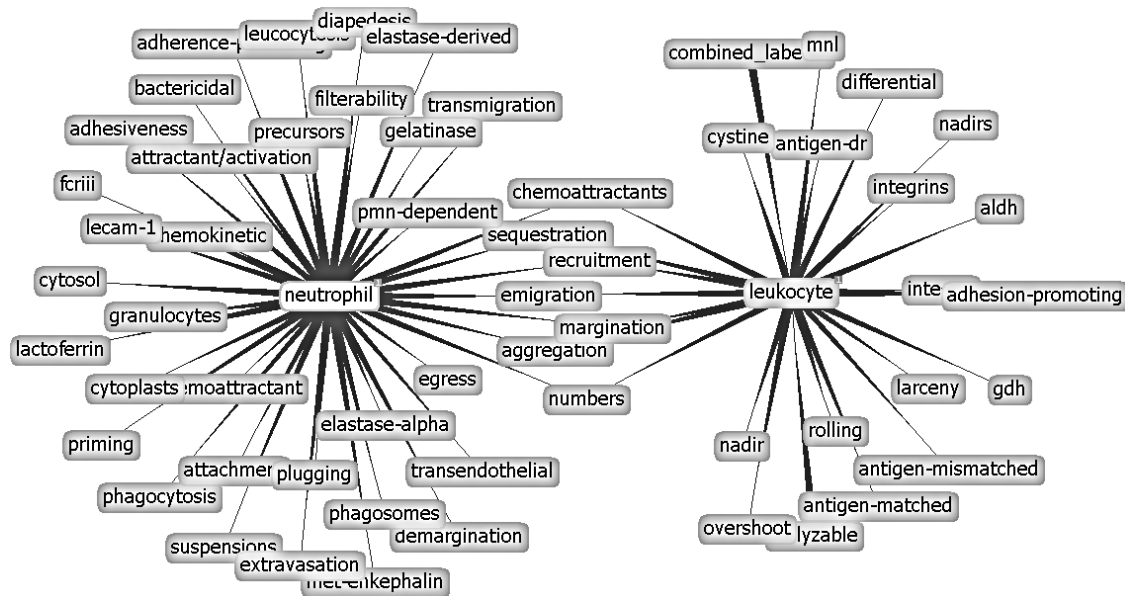 diapedesis
leucocytosis
elastase-derived
adherence-p
combined_labe
mnl
bactericidal
differential
filterability
transmigration
adhesiveness
precursors
gelatinase
cystine
antigen-dr
nadirs
attractant/activation
fcriii
chemoattractants
integrins
pmn-dependent
aldh
lecam-1
hemokinetic
sequestration
recruitment
cytosol
neutrophil
emigration
leukocyte
inte
adhesion-promoting
granulocytes
margination
lactoferrin
aggregation
cytoplasts
emoattractant
egress
numbers
larceny
gdh
elastase-alpha
rolling
priming
nadir
attachmen
plugging
transendothelial
antigen-mismatched
phagocytosis
antigen-matched
phagosomes
overshoot
lyzable
demargination
suspensions
extravasation
met-enkephalin